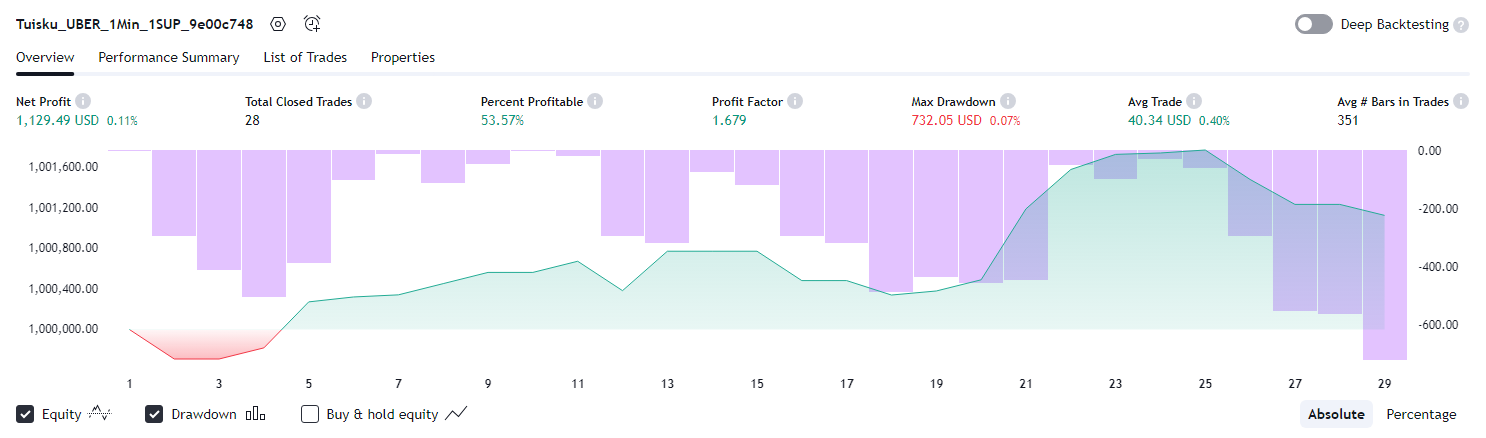 Tuisku_UBER_1Min_1SUP_9e00c748
Deep Backtesting ?
Overview Performance Summary List of Trades Properties
Net Profit Total Closed Trades Percent Profitable Profit Factor Max Drawdown Avg Trade Avg # Bars in Trades
1,129.49 USD 0.11% 28 53.57% 1.679 732.05 USD 0.07% 40.34 USD 0.40% 351
1,001,600.00
1,001,200.00
1,000,800.00
1,000,400.00
1,000,000.00
0.00
-200.00
-400.00
-600.00
1 3 5 7 9 11 13 15 17 19 21 23 25 27 29
Equity Drawdown Buy & hold equity Absolute Percentage